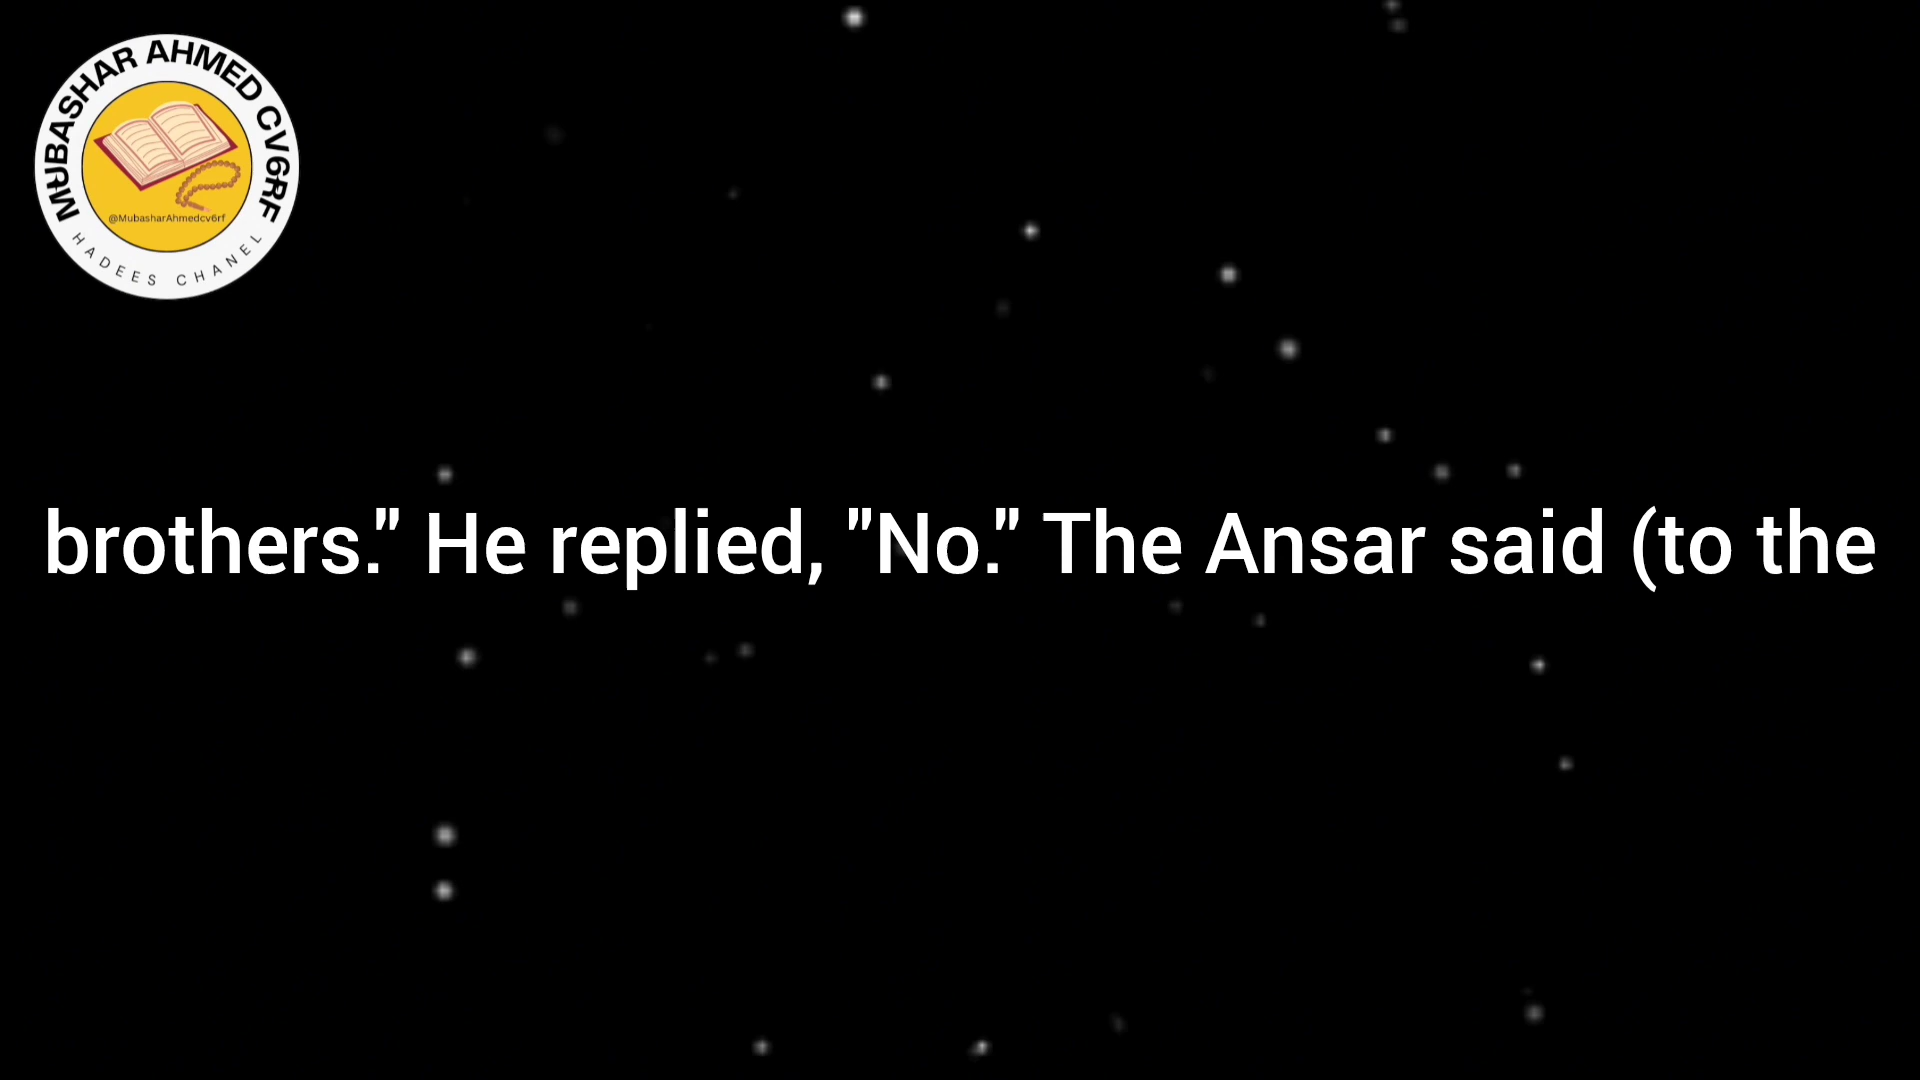 MUBASHAR AHMED CV6RF
@MubasharAhmedcv6rf
HADEES CHANEL
brothers." He replied, "No." The Ansar said (to the